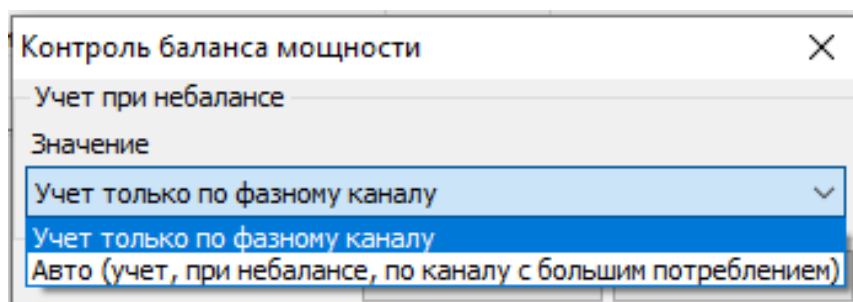 Контроль баланса мощности
Учет при небалансе
Значение
Учет только по фазному каналу
Учет только по фазному каналу
Авто (учет, при небалансе, по каналу с большим потреблением)